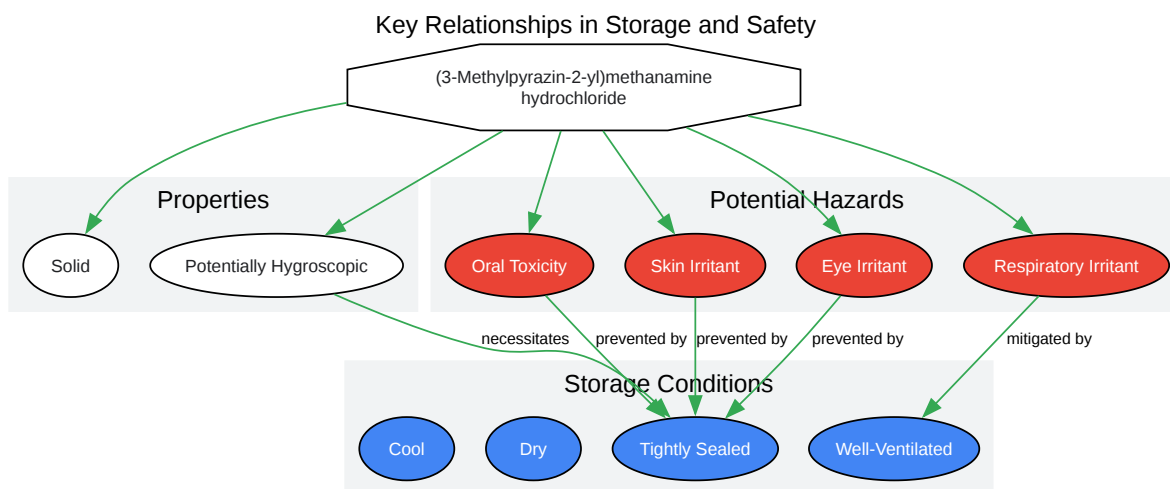 Key Relationships in Storage and Safety
(3-Methylpyrazin-2-yl)methanamine
hydrochloride
Properties
Potential Hazards
Solid
Potentially Hygroscopic
Oral Toxicity
Skin Irritant
Eye Irritant
Respiratory Irritant
necessitates
prevented by
prevented by
prevented by
mitigated by
Storage Conditions
Cool
Dry
Tightly Sealed
Well-Ventilated